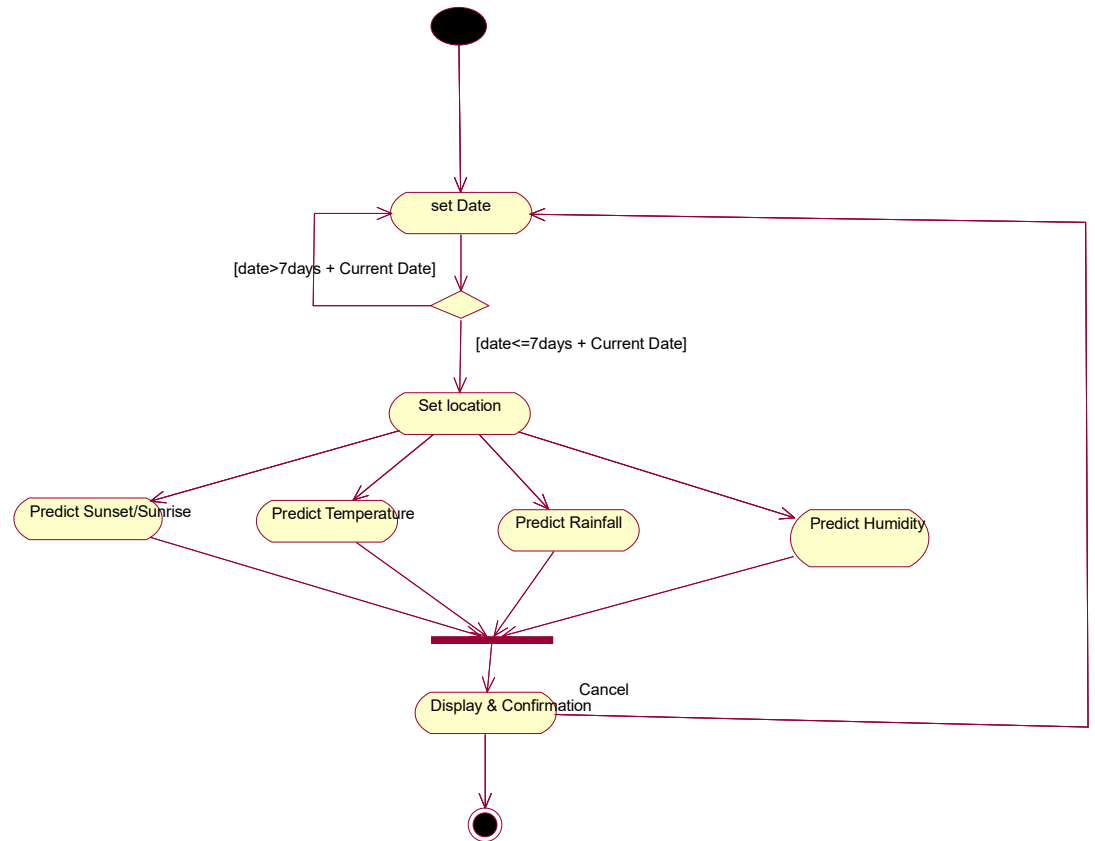 set Date
[date>7days + Current Date]
[date<=7days + Current Date]
Set location
Predict Sunset/Sunrise
Predict Temperature
Predict Rainfall
Predict Humidity
Cancel
Display & Confirmation